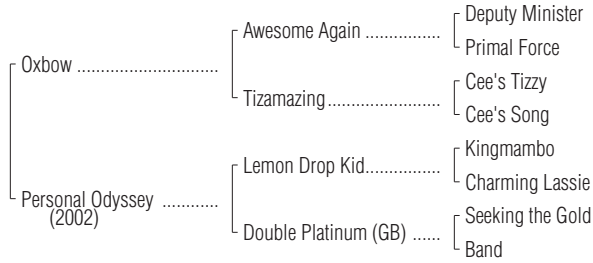 Deputy Minister
Awesome Again ................
Primal Force
Oxbow ..............................
Cee's Tizzy
Tizamazing........................
Cee's Song
Kingmambo
Lemon Drop Kid................
Charming Lassie
Personal Odyssey ............
(2002)
Seeking the Gold
Double Platinum (GB) ......
Band